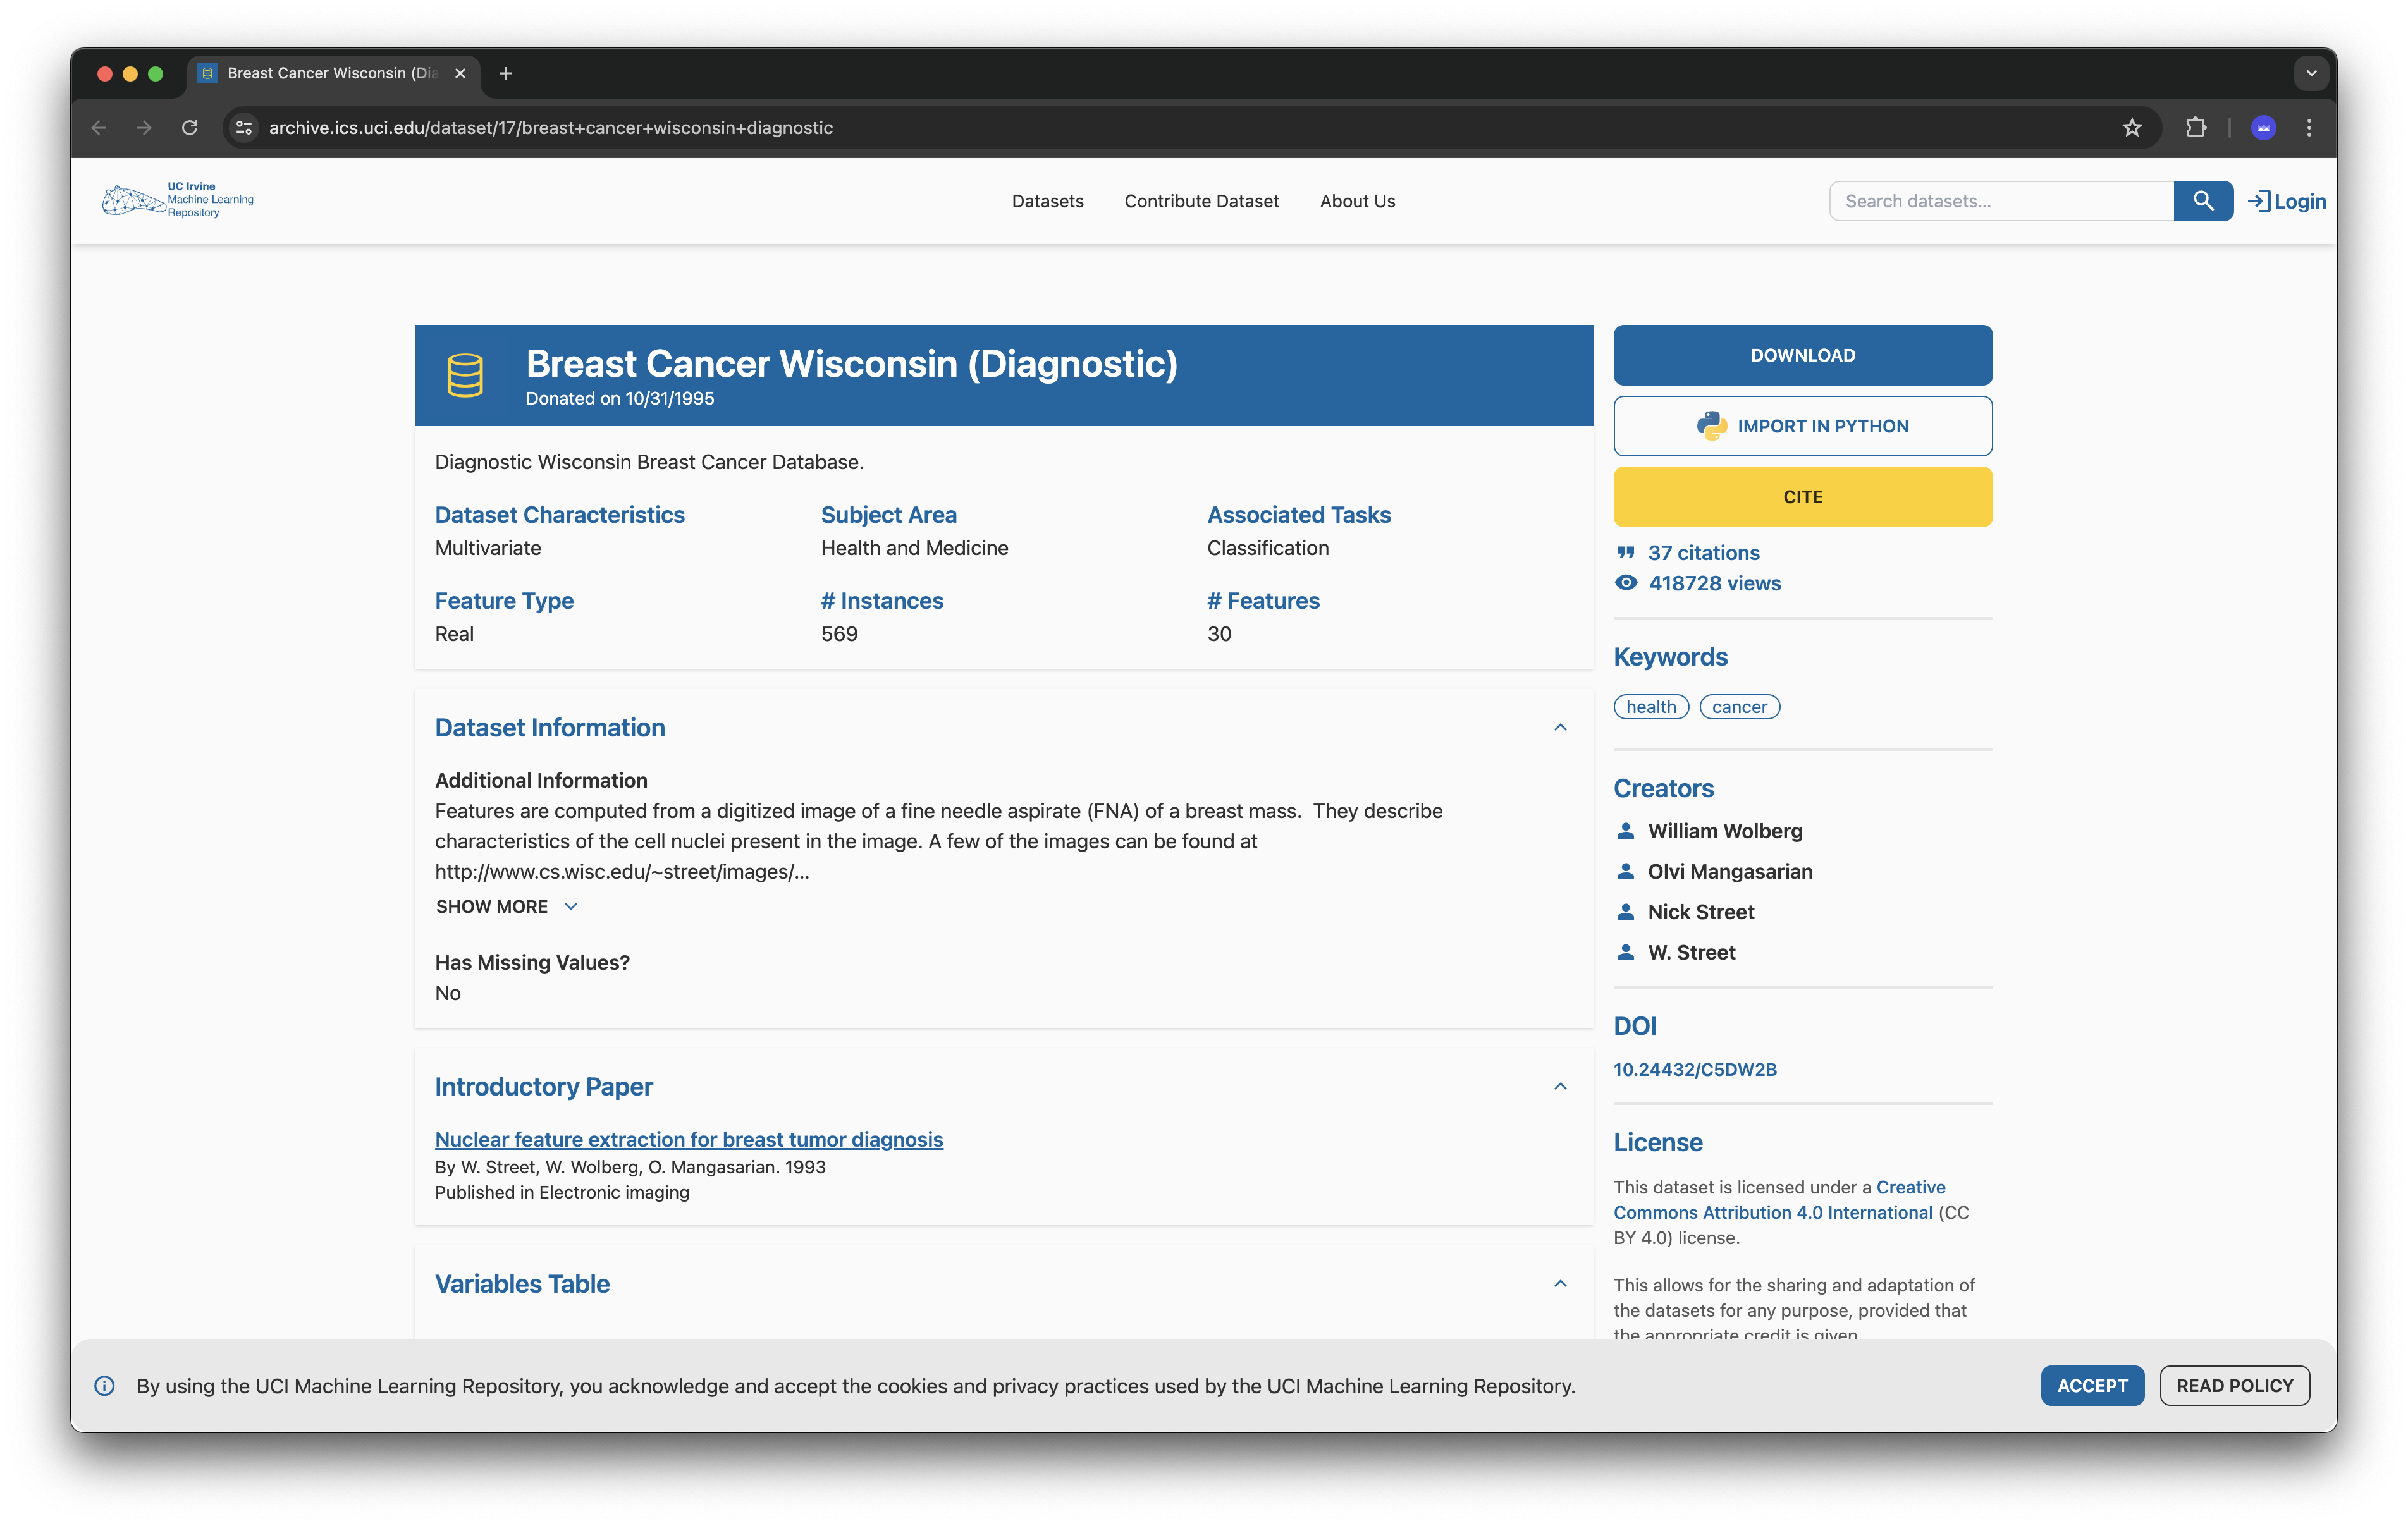 Breast Cancer Wisconsin (Dia
archive.ics.uci.edu/dataset/17/breast+cancer+wisconsin+diagnostic
UC Irvine
Machine Learning
Repository
Datasets
Contribute Dataset
About Us
Search datasets...
Login
Breast Cancer Wisconsin (Diagnostic)
Donated on 10/31/1995
Diagnostic Wisconsin Breast Cancer Database.
Dataset Characteristics
Multivariate
Subject Area
Health and Medicine
Associated Tasks
Classification
Feature Type
Real
# Instances
569
# Features
30
Dataset Information
Additional Information
Features are computed from a digitized image of a fine needle aspirate (FNA) of a breast mass.  They describe
characteristics of the cell nuclei present in the image. A few of the images can be found at
http://www.cs.wisc.edu/~street/images/...
SHOW MORE
Has Missing Values?
No
Introductory Paper
Nuclear feature extraction for breast tumor diagnosis
By W. Street, W. Wolberg, O. Mangasarian. 1993
Published in Electronic imaging
Variables Table
DOWNLOAD
IMPORT IN PYTHON
CITE
37 citations
418728 views
Keywords
health
cancer
Creators
William Wolberg
Olvi Mangasarian
Nick Street
W. Street
DOI
10.24432/C5DW2B
License
This dataset is licensed under a Creative
Commons Attribution 4.0 International (CC
BY 4.0) license.
This allows for the sharing and adaptation of
the datasets for any purpose, provided that
the appropriate credit is given.
By using the UCI Machine Learning Repository, you acknowledge and accept the cookies and privacy practices used by the UCI Machine Learning Repository.
ACCEPT
READ POLICY